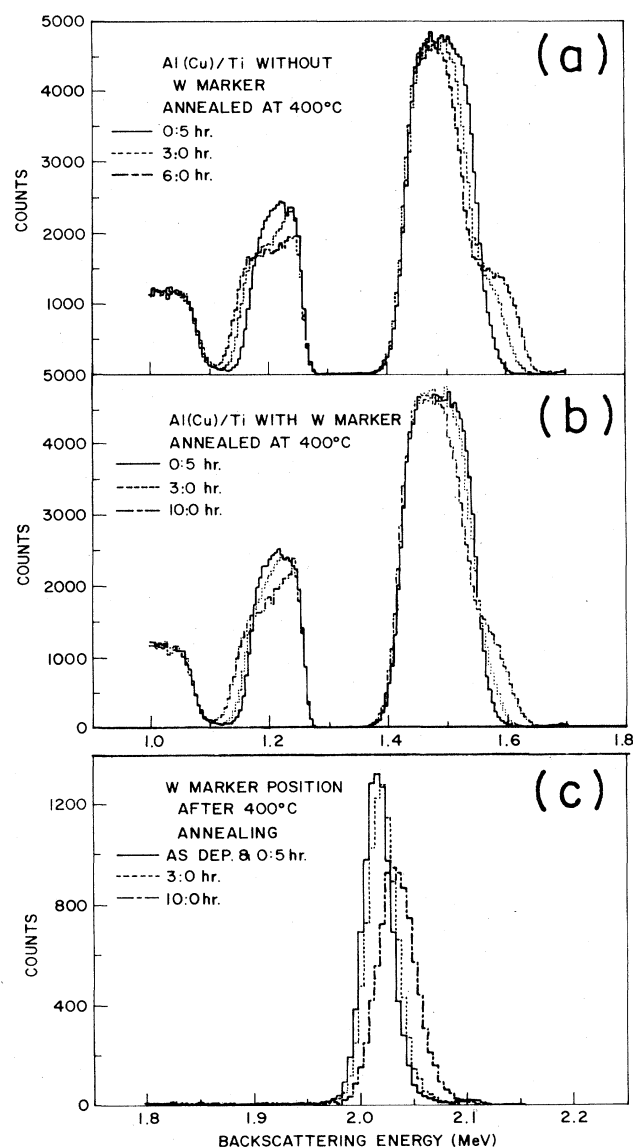 5000
4000
3000
2000
1000
COUNTS
(a)
Al(Cu)/Ti WITHOUT
W MARKER
ANNEALED AT 400°C
0:5 hr.
3:0 hr.
6:0 hr.
5000
4000
3000
2000
1000
0
COUNTS
(b)
Al(Cu)/Ti WITH W MARKER
ANNEALED AT 400°C
0:5 hr.
3:0 hr.
10:0 hr.
1.0
1.2
1.4
1.6
1.8
(c)
W MARKER POSITION
AFTER 400°C
ANNEALING
AS DEP. & 0:5 hr.
3:0 hr.
10:0 hr.
1200
800
400
0
COUNTS
1.8
1.9
2.0
2.1
2.2
BACKSCATTERING ENERGY (MeV)